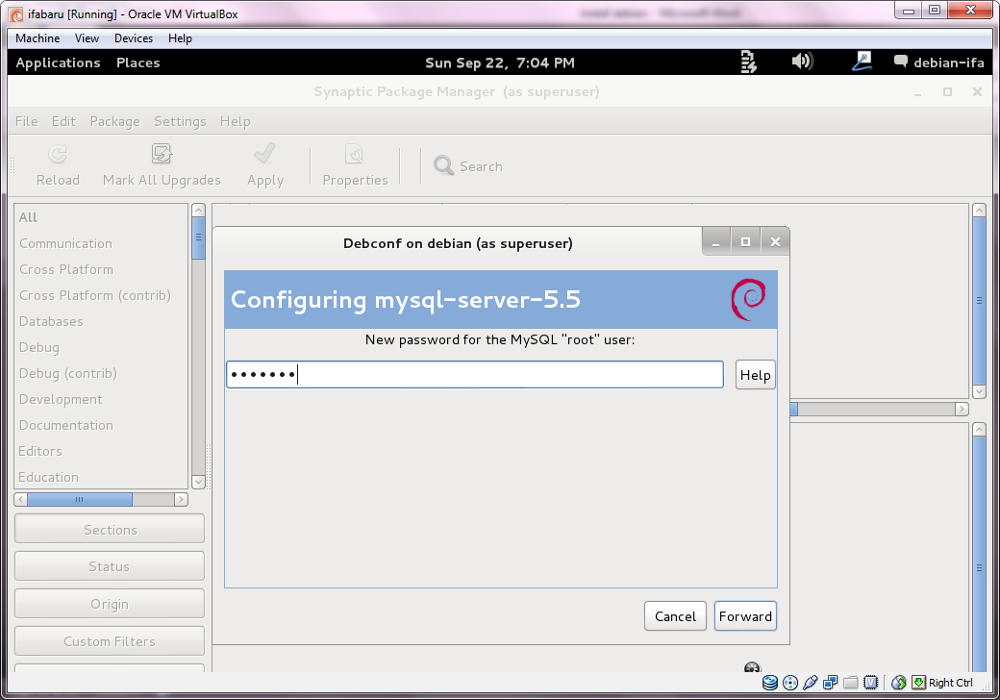 ifabaru [Running] - Oracle VM VirtualBox
Machine View Devices Help
Applications Places Sun Sep 22, 7:04 PM debian-ifa
Synaptic Package Manager (as superuser)
File Edit Package Settings Help
Reload Mark All Upgrades Apply Properties Search
All
Communication
Cross Platform
Cross Platform (contrib)
Databases
Debug
Debug (contrib)
Development
Documentation
Editors
Education
Sections
Status
Origin
Custom Filters
Debconf on debian (as superuser)
Configuring mysql-server-5.5
New password for the MySQL "root" user:
•••••••
Help
Cancel Forward
Right Ctrl